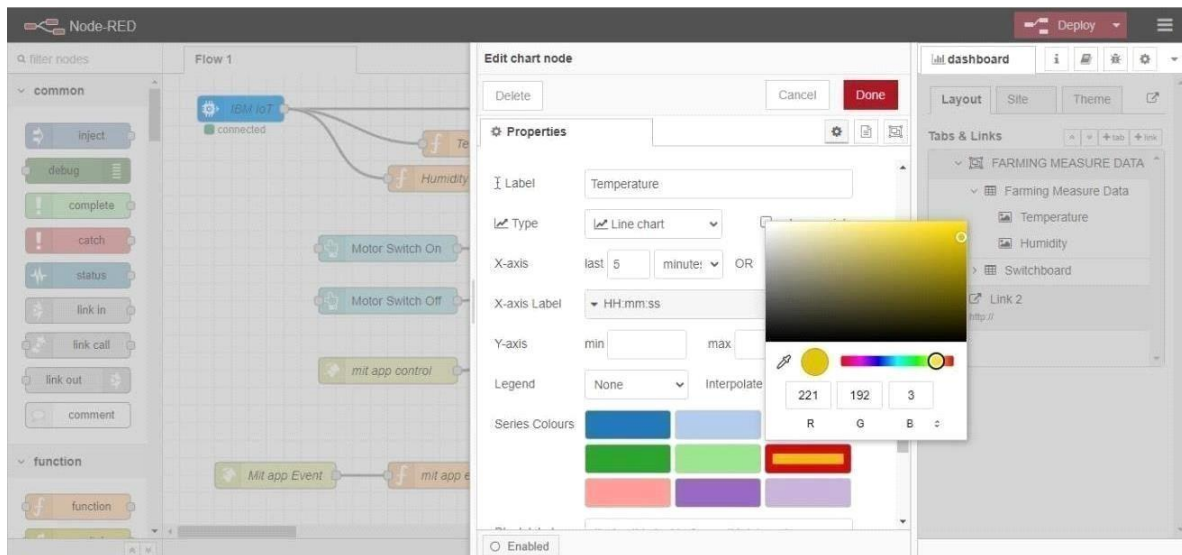 Node-RED
Deploy
filter nodes
Flow 1
common
inject
debug
complete
catch
status
link in
link call
link out
comment
function
function
IBM IoT
connected
Te
Humidity
Motor Switch On
Motor Switch Off
mit app control
Mit app Event
mit app e
Edit chart node
Delete
Cancel
Done
Properties
Label
Temperature
Type
Line chart
X-axis
last
5
minutes
OR
X-axis Label
HH:mm:ss
Y-axis
min
max
Legend
None
Interpolate
Series Colours
Enabled
221
192
3
R
G
B
dashboard
i
Layout
Site
Theme
Tabs & Links
+tab
+link
FARMING MEASURE DATA
Farming Measure Data
Temperature
Humidity
Switchboard
Link 2
http://